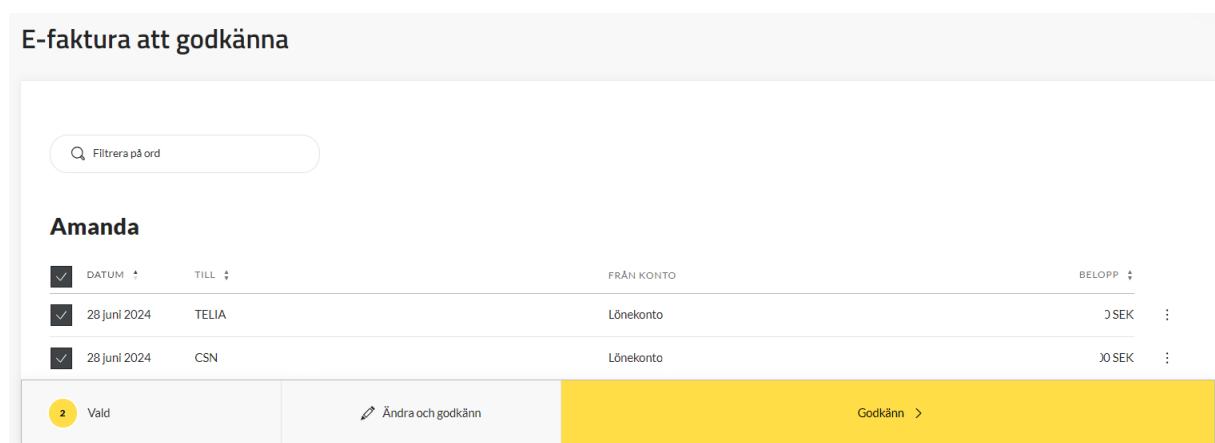 E-faktura att godkänna
Filtrera på ord
Amanda
DATUM TILL FRÅN KONTO BELOPP
28 juni 2024 TELIA Lönekonto SEK
28 juni 2024 CSN Lönekonto SEK
2 Vald Ändra och godkänn Godkänn